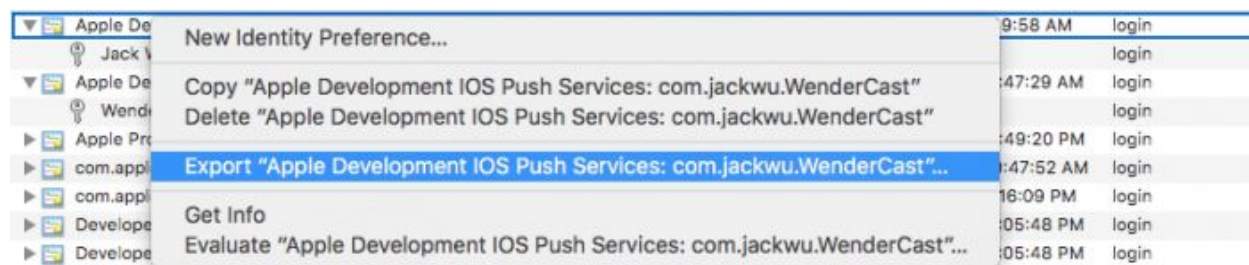 Apple De 9:58 AM login
New Identity Preference...
Jack login
Apple De :47:29 AM login
Copy “Apple Development IOS Push Services: com.jackwu.WenderCast”
Wende login
Delete “Apple Development IOS Push Services: com.jackwu.WenderCast”
Apple Pro :49:20 PM login
Export “Apple Development IOS Push Services: com.jackwu.WenderCast”...
com.appl :47:52 AM login
com.appl 16:09 PM login
Get Info
Develope :05:48 PM login
Evaluate “Apple Development IOS Push Services: com.jackwu.WenderCast”...
Develope :05:48 PM login